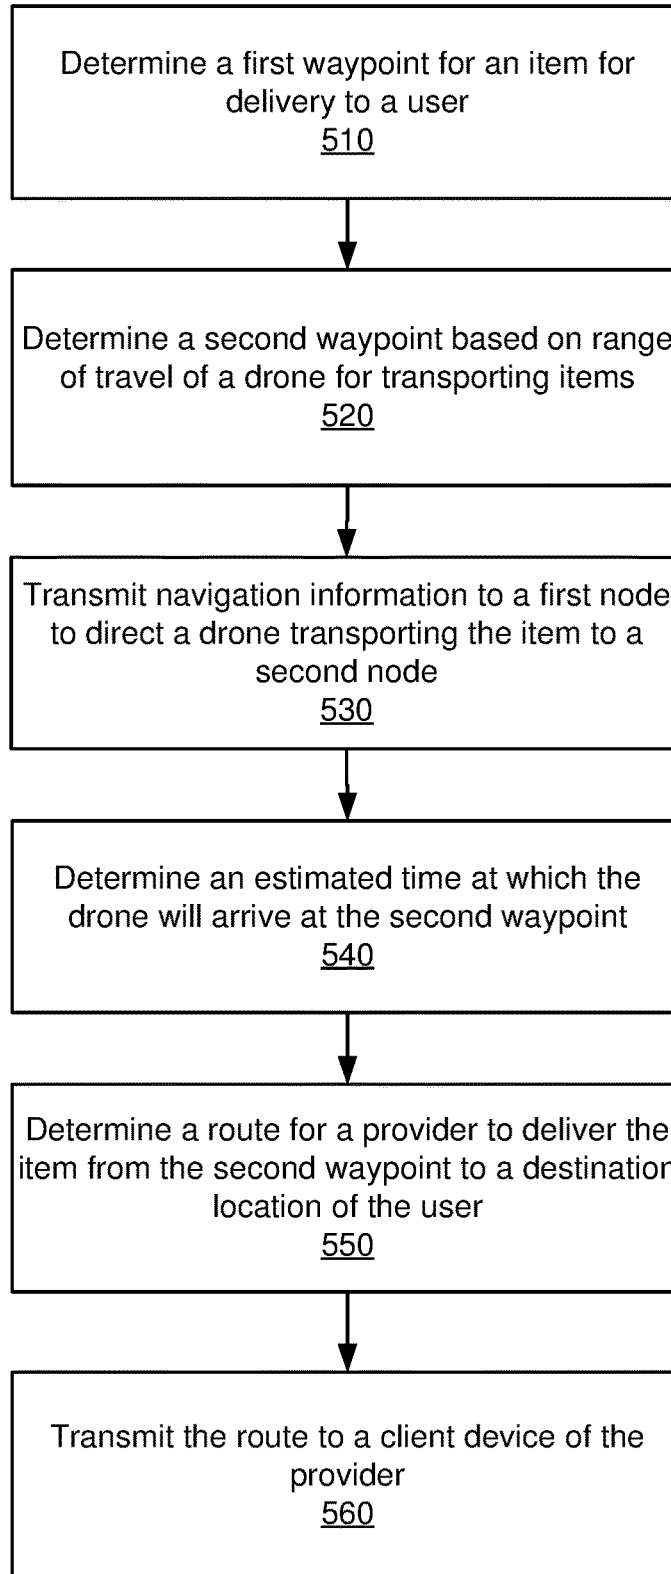 Determine a first waypoint for an item for
delivery to a user
510
Determine a second waypoint based on range
of travel of a drone for transporting items
520
Transmit navigation information to a first node
to direct a drone transporting the item to a
second node
530
Determine an estimated time at which the
drone will arrive at the second waypoint
540
Determine a route for a provider to deliver the
item from the second waypoint to a destination
location of the user
550
Transmit the route to a client device of the
provider
560